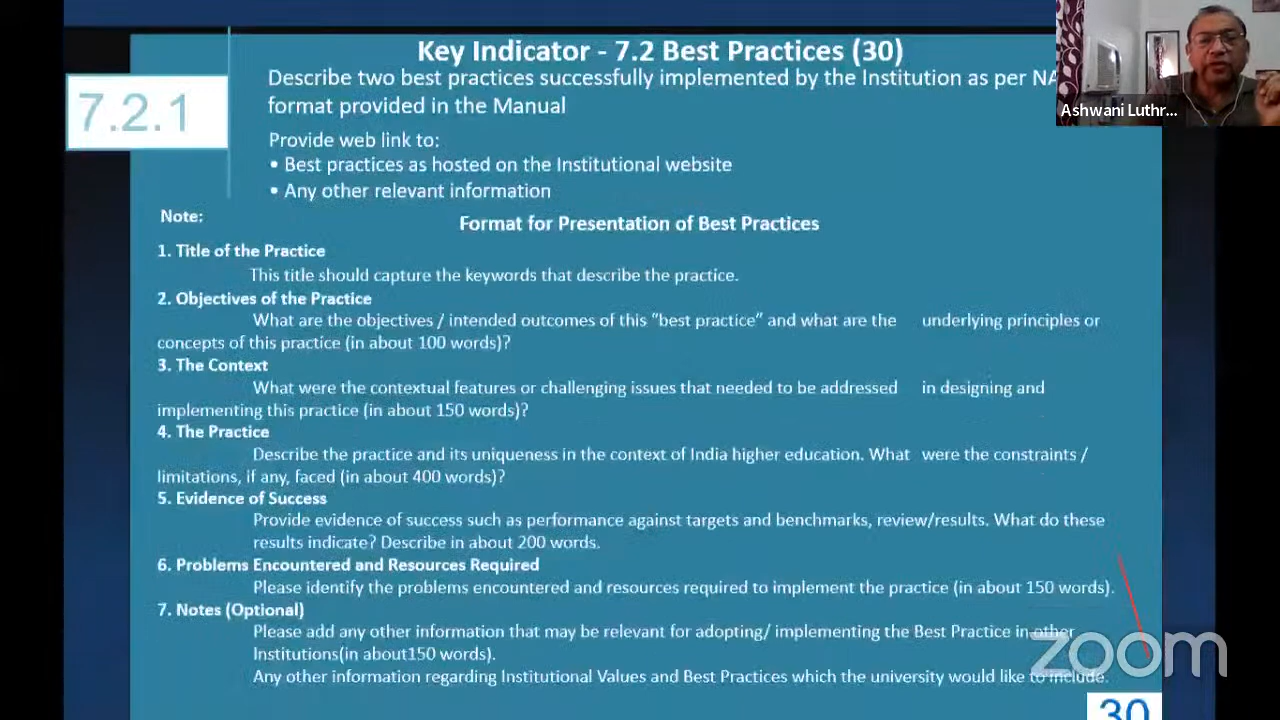 Key Indicator - 7.2 Best Practices (30)
7.2.1
Describe two best practices successfully implemented by the Institution as per
format provided in the Manual
Provide web link to:
• Best practices as hosted on the Institutional website
• Any other relevant information
Ashwani Luthr...
Note:
Format for Presentation of Best Practices
1. Title of the Practice
This title should capture the keywords that describe the practice.
2. Objectives of the Practice
What are the objectives / intended outcomes of this “best practice” and what are the underlying principles or
concepts of this practice (in about 100 words)?
3. The Context
What were the contextual features or challenging issues that needed to be addressed in designing and
implementing this practice (in about 150 words)?
4. The Practice
Describe the practice and its uniqueness in the context of India higher education. What were the constraints /
limitations, if any, faced (in about 400 words)?
5. Evidence of Success
Provide evidence of success such as performance against targets and benchmarks, review/results. What do these
results indicate? Describe in about 200 words.
6. Problems Encountered and Resources Required
Please identify the problems encountered and resources required to implement the practice (in about 150 words).
7. Notes (Optional)
Please add any other information that may be relevant for adopting/ implementing the Best Practice in other
Institutions(in about150 words).
Any other information regarding Institutional Values and Best Practices which the university would like to include.
zoom
30